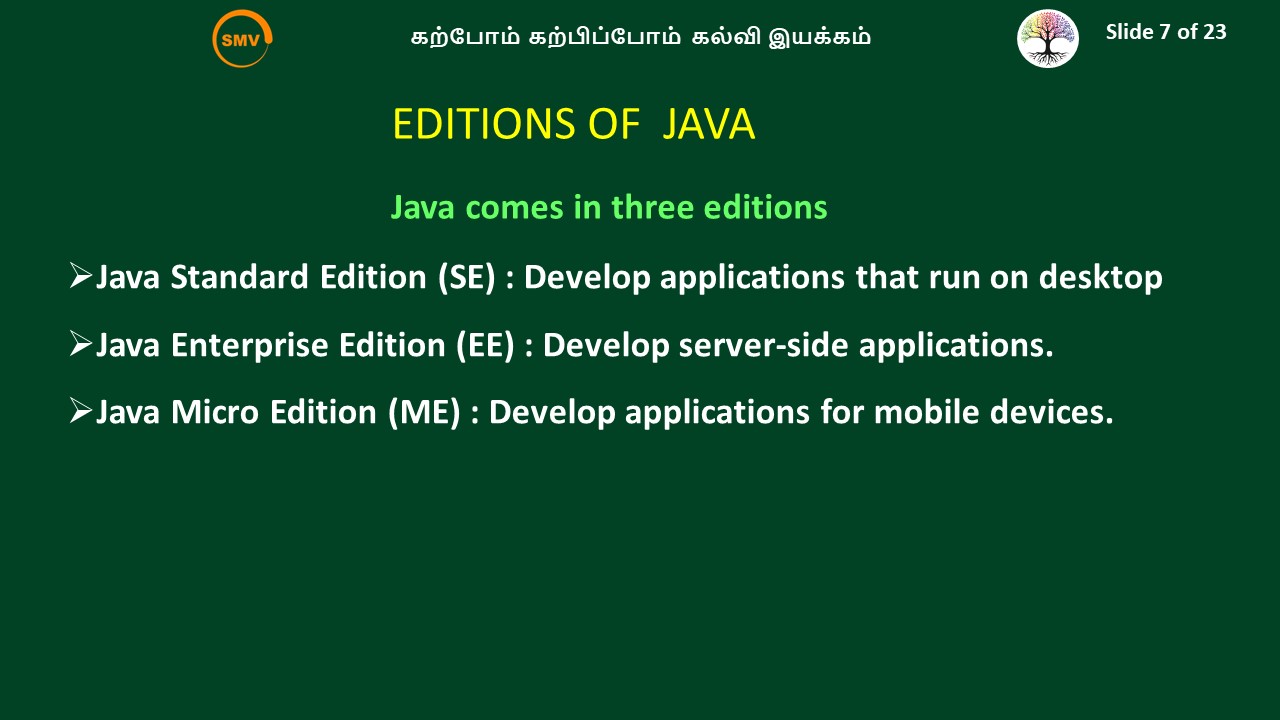 SMV
கற்போம் கற்பிப்போம் கல்வி இயக்கம்
Slide 7 of 23
EDITIONS OF  JAVA
Java comes in three editions
➢Java Standard Edition (SE) : Develop applications that run on desktop
➢Java Enterprise Edition (EE) : Develop server-side applications.
➢Java Micro Edition (ME) : Develop applications for mobile devices.